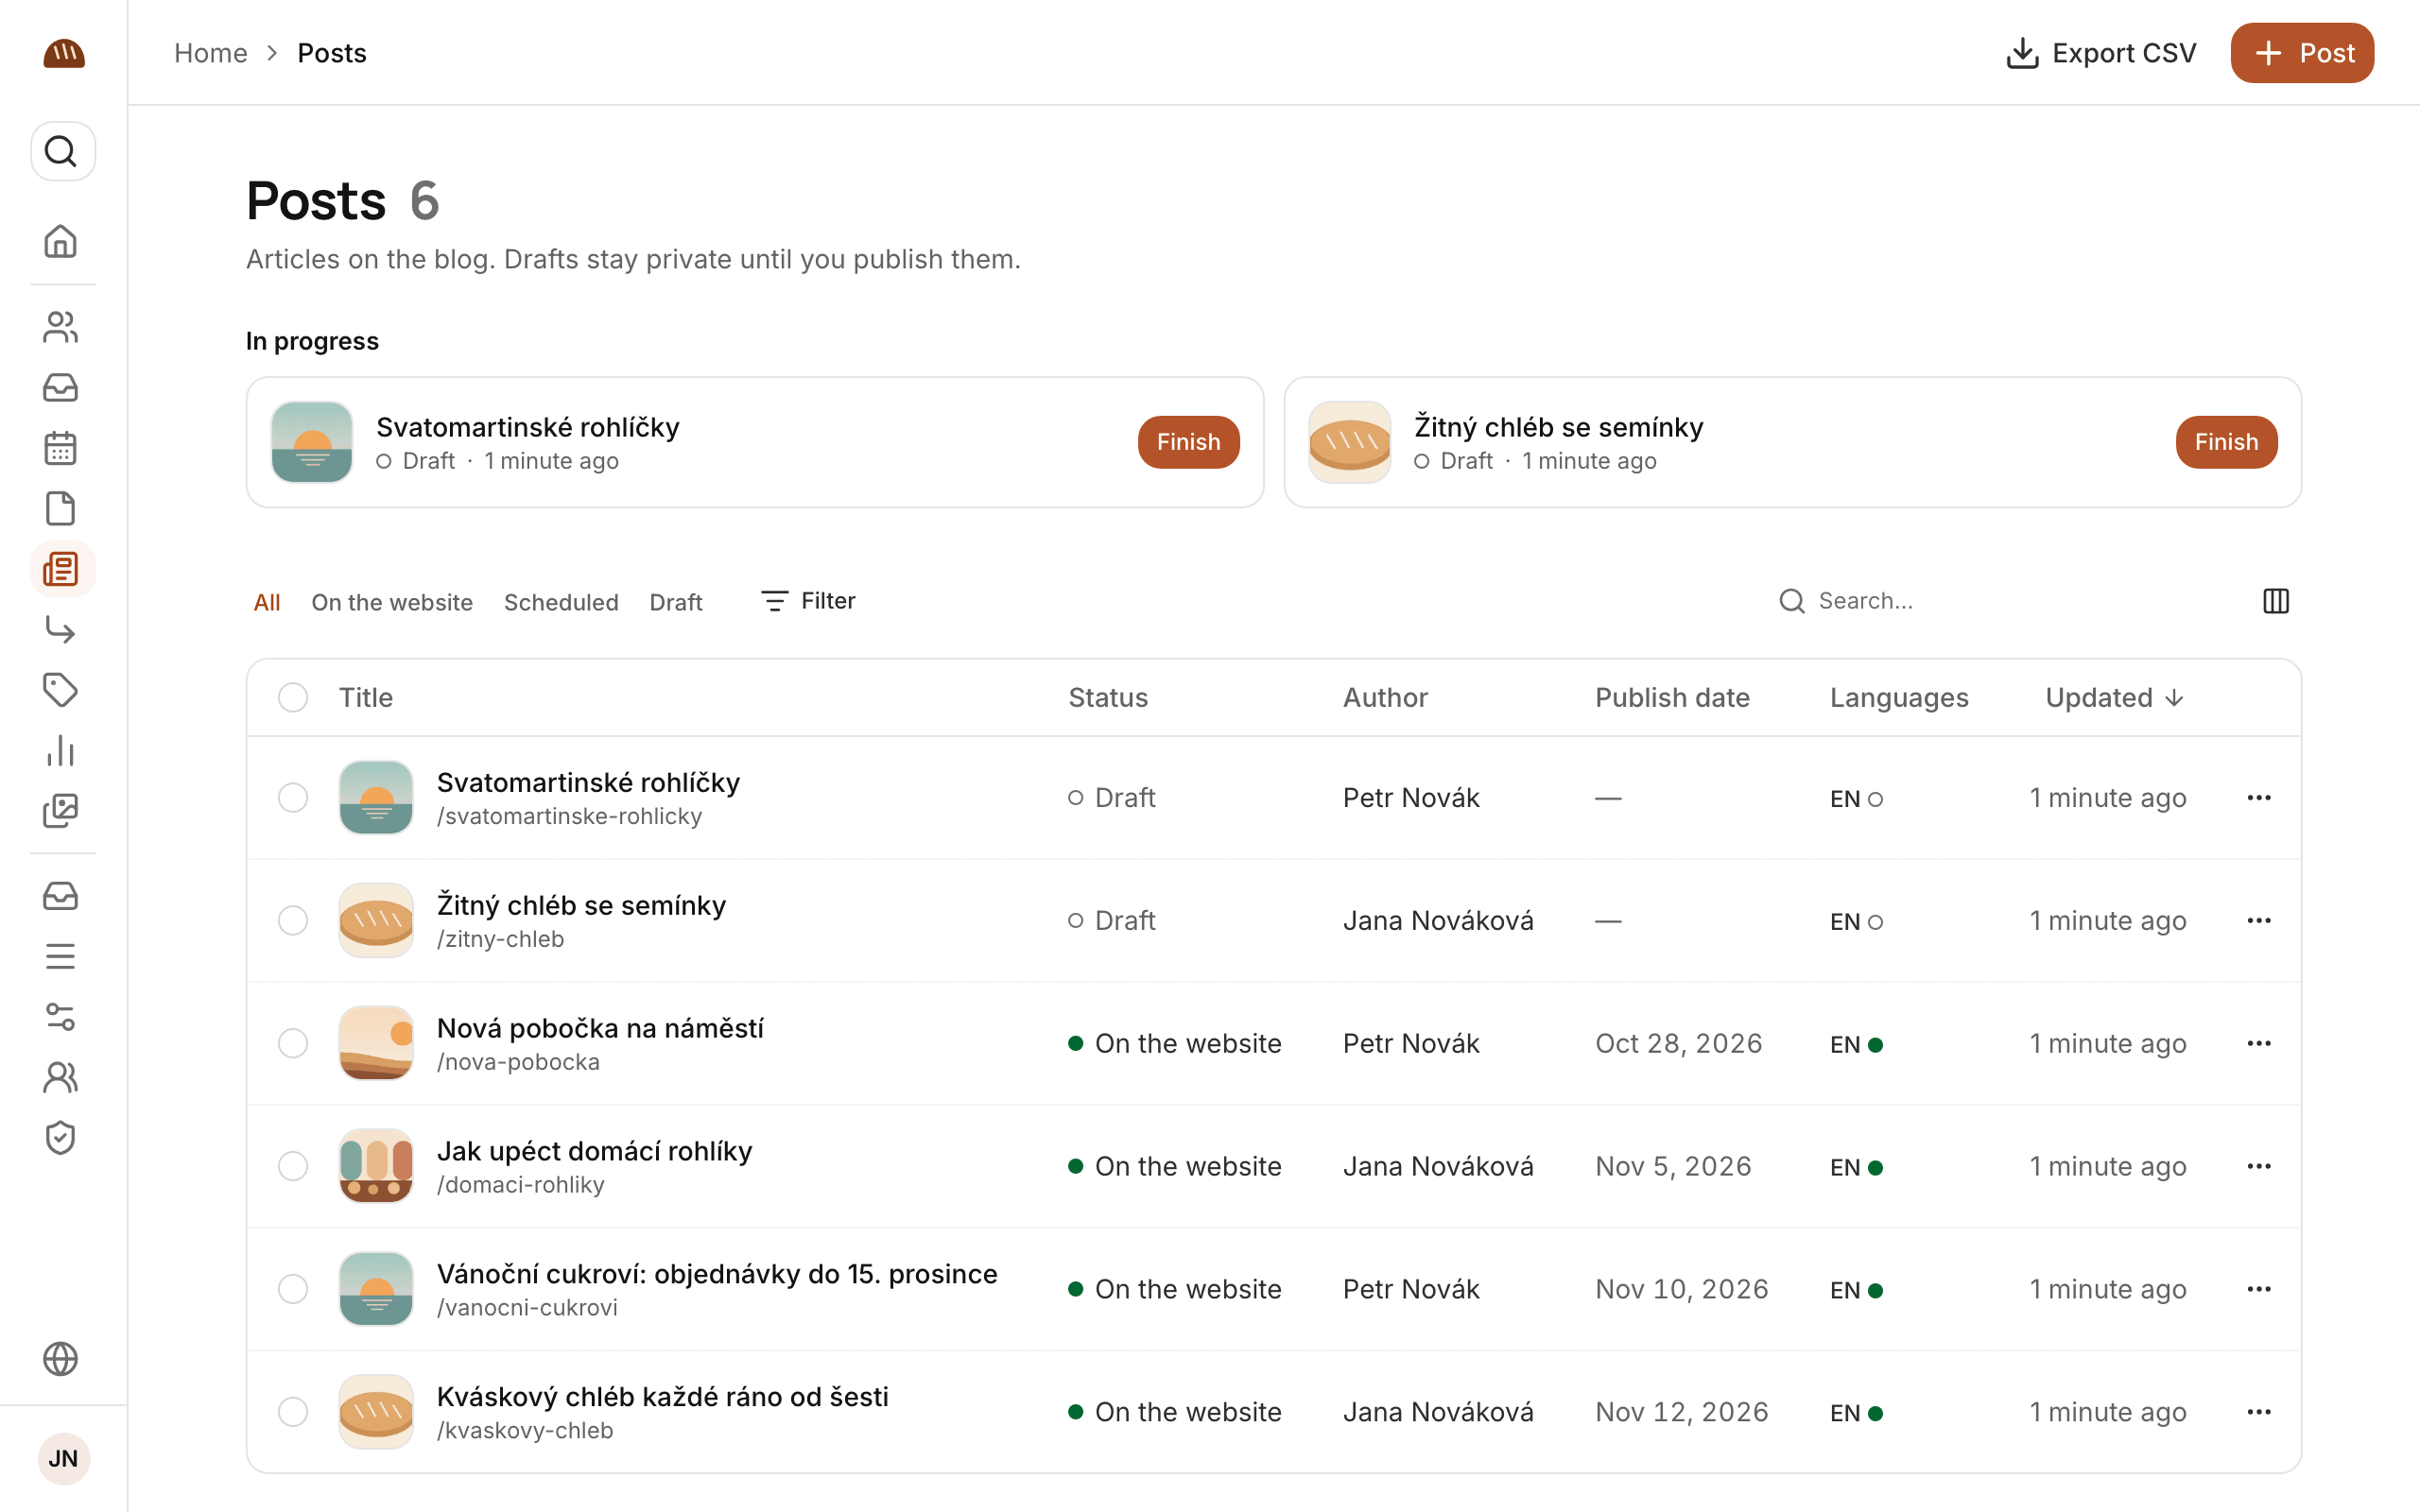 Home > Posts
Export CSV
+ Post
Posts 6
Articles on the blog. Drafts stay private until you publish them.
In progress
Svatomartinské rohlíčky
Draft · 1 minute ago
Finish
Žitný chléb se semínky
Draft · 1 minute ago
Finish
All On the website Scheduled Draft Filter Search...
Title Status Author Publish date Languages Updated ↓
Svatomartinské rohlíčky
/svatomartinske-rohlicky
Draft Petr Novák — EN 1 minute ago
Žitný chléb se semínky
/zitny-chleb
Draft Jana Nováková — EN 1 minute ago
Nová pobočka na náměstí
/nova-pobocka
On the website Petr Novák Oct 28, 2026 EN 1 minute ago
Jak upéct domácí rohlíky
/domaci-rohliky
On the website Jana Nováková Nov 5, 2026 EN 1 minute ago
Vánoční cukroví: objednávky do 15. prosince
/vanocni-cukrovi
On the website Petr Novák Nov 10, 2026 EN 1 minute ago
Kváskový chléb každé ráno od šesti
/kvaskovy-chleb
On the website Jana Nováková Nov 12, 2026 EN 1 minute ago
JN